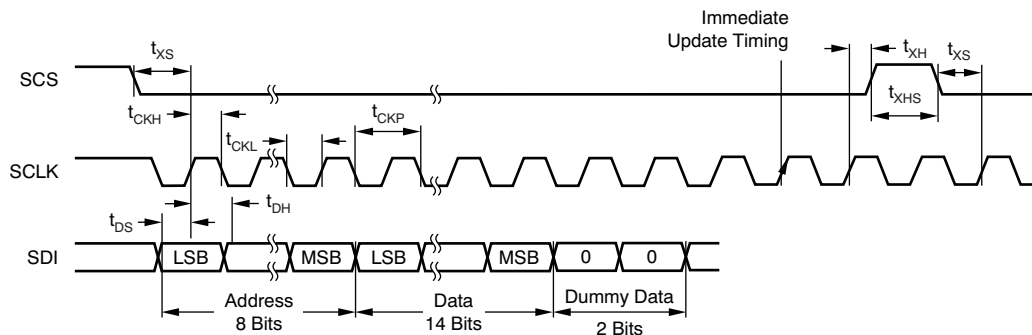 Immediate
Update Timing
tXS
tXH
tXS
SCS
tXHS
tCKH
tCKL
tCKP
SCLK
tDS
tDH
SDI
LSB
MSB
LSB
MSB
0
0
Address
8 Bits
Data
14 Bits
Dummy Data
2 Bits